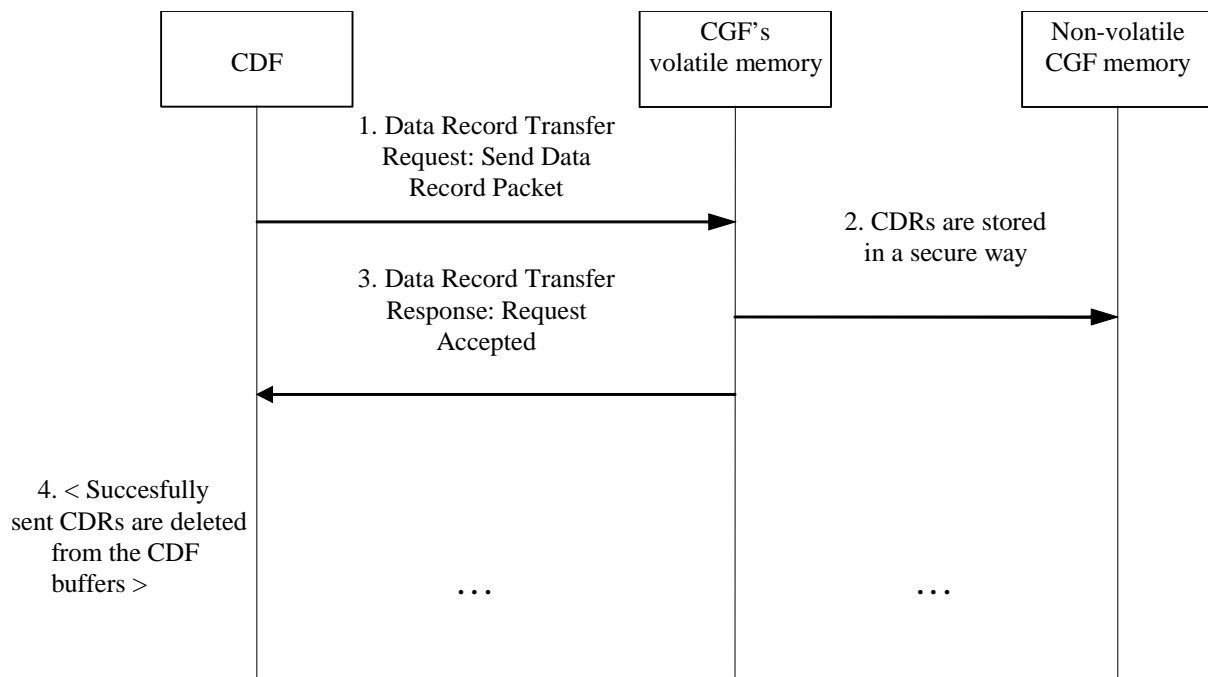 CDF
CGF’s
volatile memory
Non-volatile
CGF memory
1. Data Record Transfer
Request: Send Data
Record Packet
2. CDRs are stored
in a secure way
3. Data Record Transfer
Response: Request
Accepted
4. < Succesfully
sent CDRs are deleted
from the CDF
buffers >
…
…